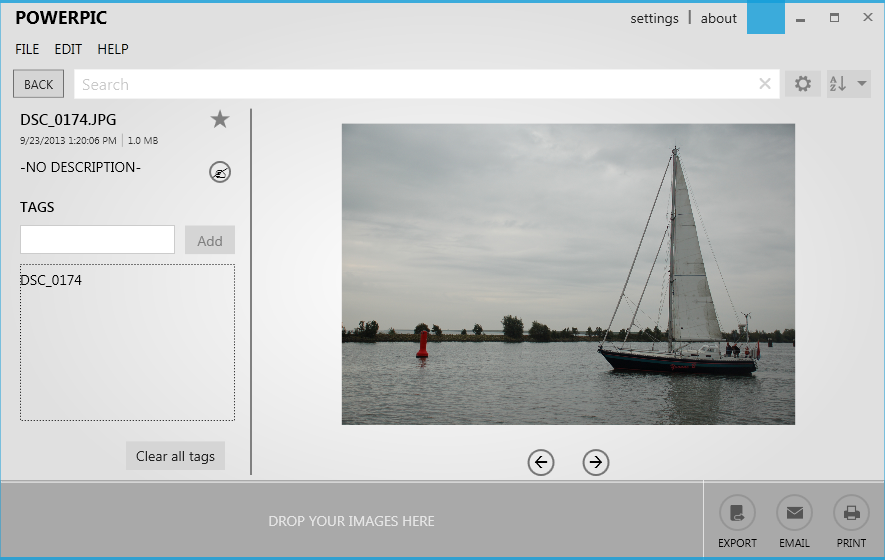 POWERPIC
settings | about
FILE EDIT HELP
BACK
Search
DSC_0174.JPG
9/23/2013 1:20:06 PM | 1.0 MB
-NO DESCRIPTION-
TAGS
Add
DSC_0174
Clear all tags
DROP YOUR IMAGES HERE
EXPORT EMAIL PRINT